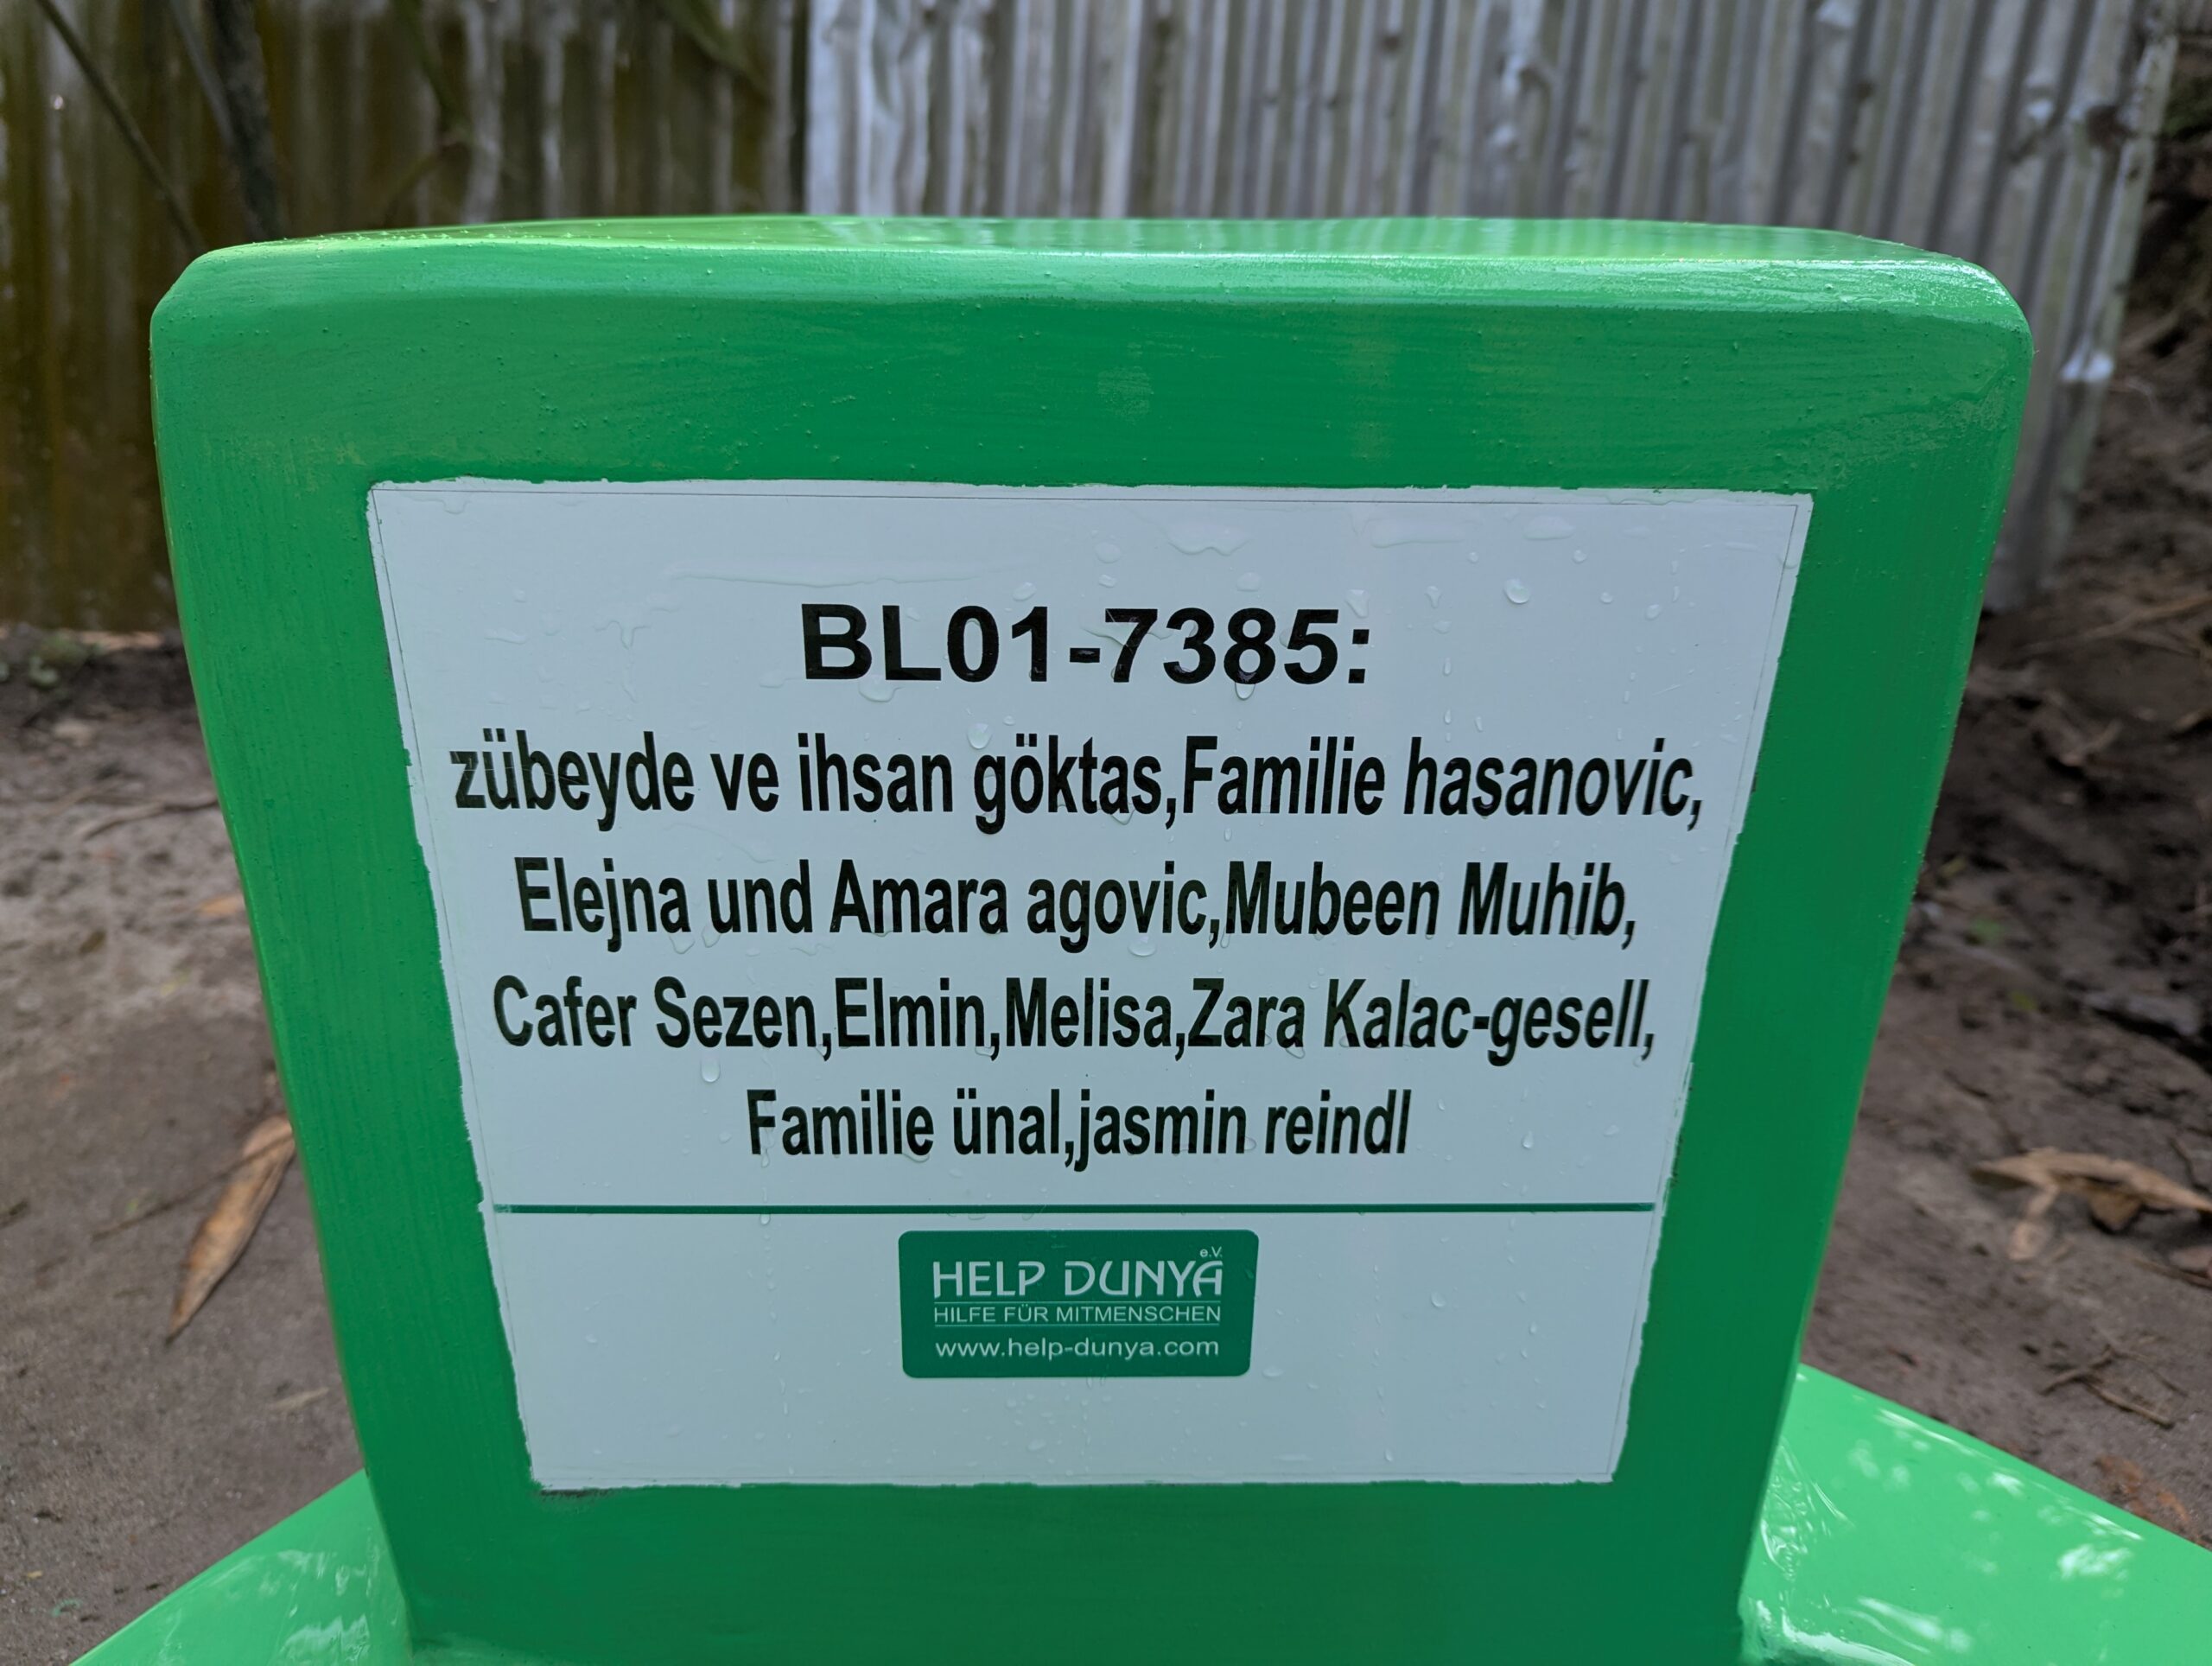 BL01-7385:
zübeyde ve ihsan göktas,Familie hasanovic,
Elejna und Amara agovic,Mubeen Muhib,
Cafer Sezen,Elmin,Melisa,Zara Kalac-gesell,
Familie ünal,jasmin reindl
HELP DUNYA e.V.
HILFE FÜR MITMENSCHEN
www.help-dunya.com